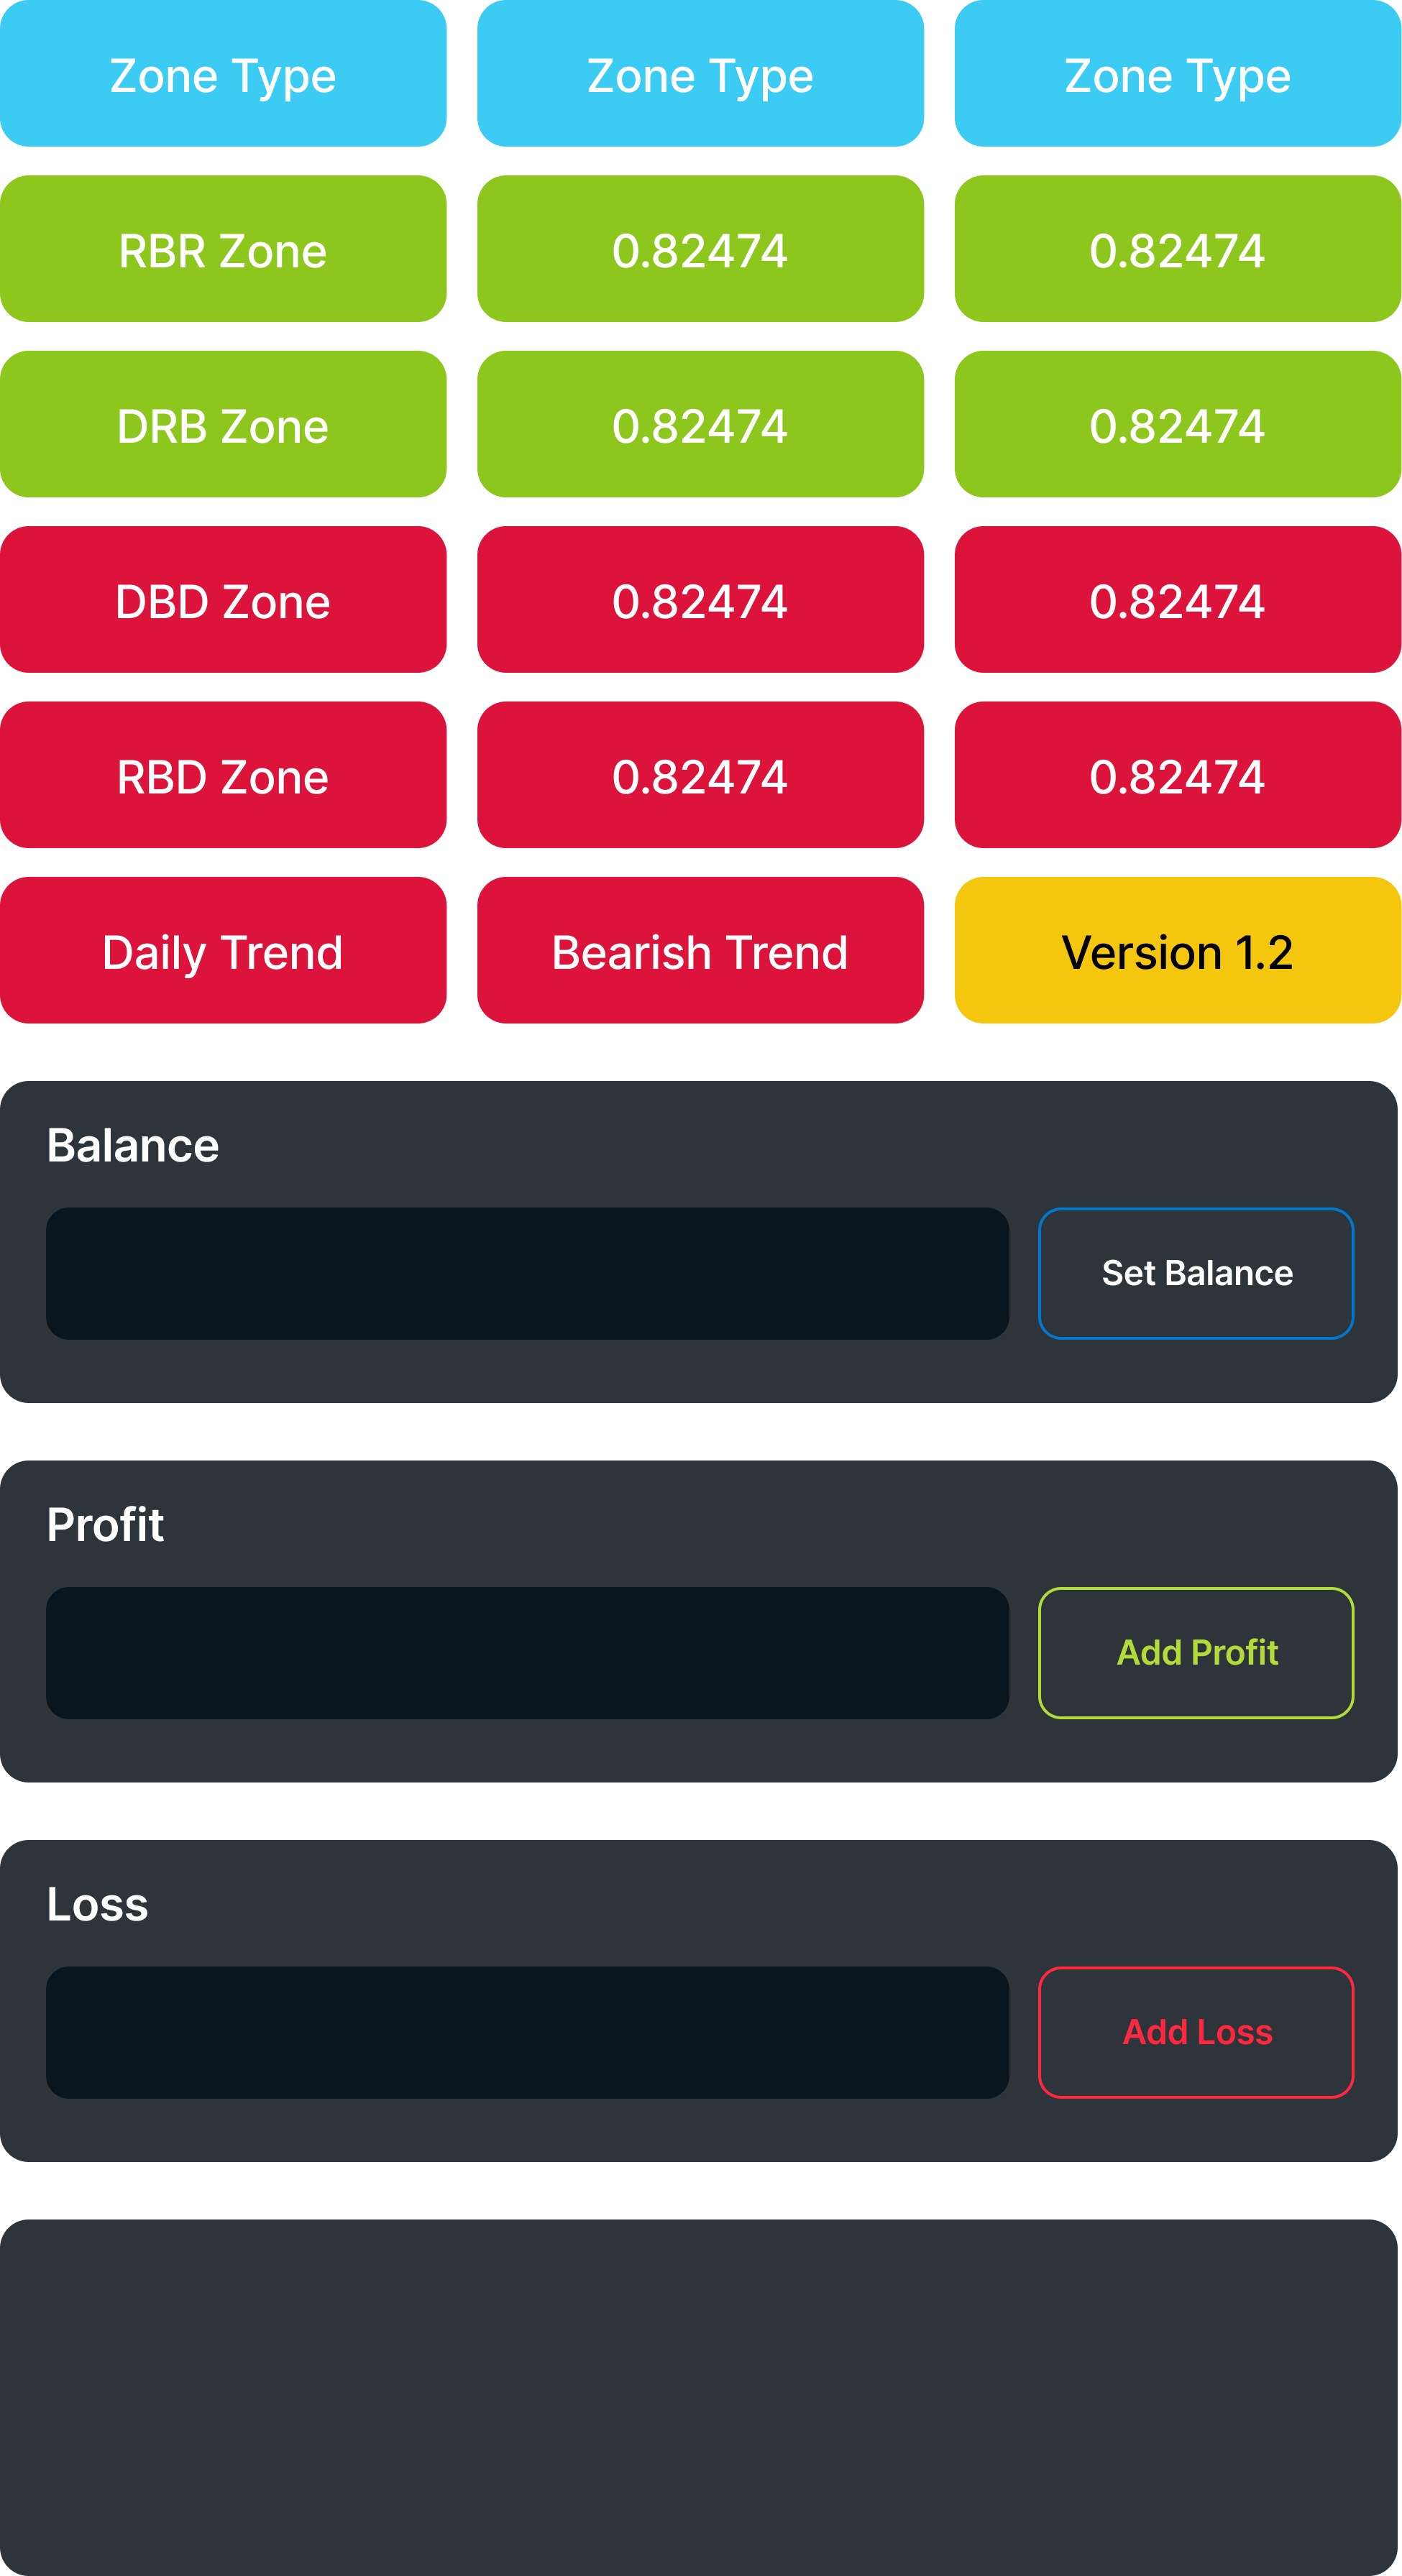 Zone Type Zone Type Zone Type
RBR Zone 0.82474 0.82474
DRB Zone 0.82474 0.82474
DBD Zone 0.82474 0.82474
RBD Zone 0.82474 0.82474
Daily Trend Bearish Trend Version 1.2
Balance
Set Balance
Profit
Add Profit
Loss
Add Loss